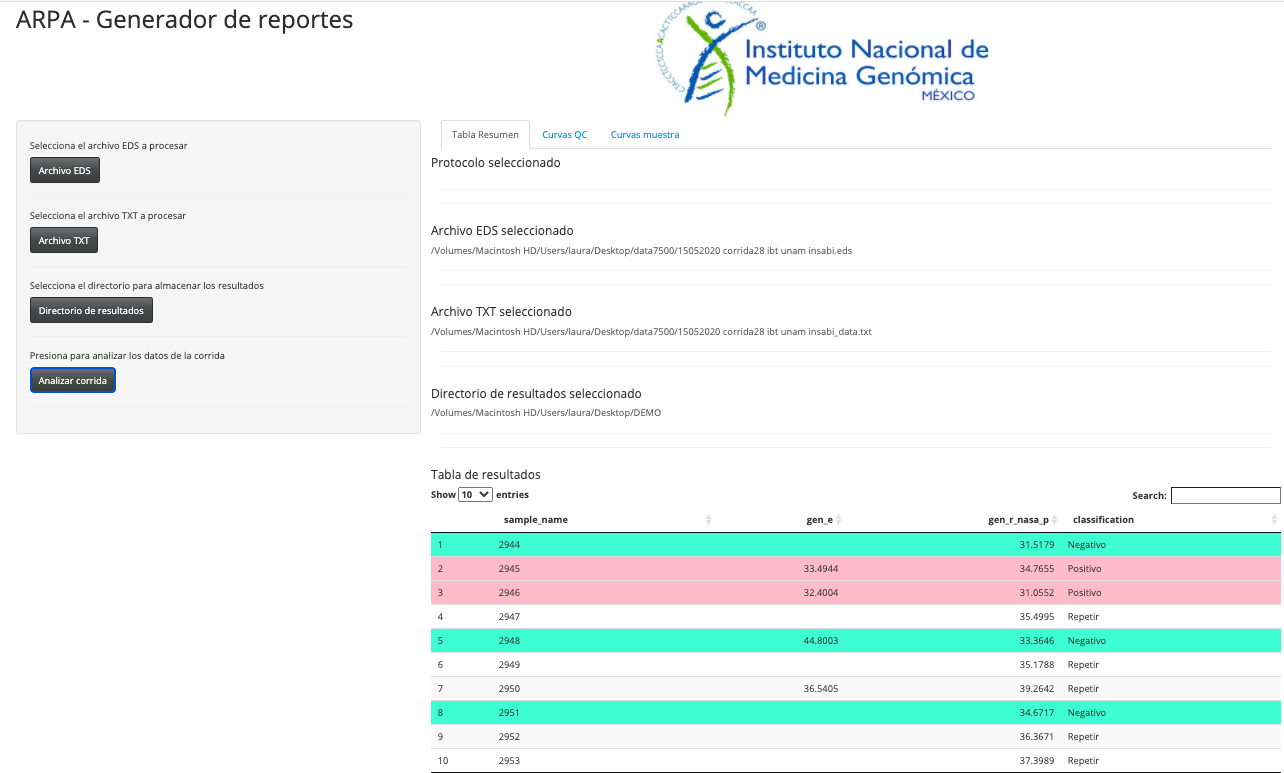 ARPA - Generador de reportes
®
Instituto Nacional de
Medicina Genómica
MÉXICO
Selecciona el archivo EDS a procesar
Archivo EDS
Selecciona el archivo TXT a procesar
Archivo TXT
Selecciona el directorio para almacenar los resultados
Directorio de resultados
Presiona para analizar los datos de la corrida
Analizar corrida
Tabla Resumen Curvas QC Curvas muestra
Protocolo seleccionado
Archivo EDS seleccionado
/Volumes/Macintosh HD/Users/laura/Desktop/data7500/15052020 corrida28 ibt unam insabi.eds
Archivo TXT seleccionado
/Volumes/Macintosh HD/Users/laura/Desktop/data7500/15052020 corrida28 ibt unam insabi_data.txt
Directorio de resultados seleccionado
/Volumes/Macintosh HD/Users/laura/Desktop/DEMO
Tabla de resultados
Show 10 entries Search:
sample_name gen_e gen_r_nasa_p classification
1 2944 31.5179 Negativo
2 2945 33.4944 34.7655 Positivo
3 2946 32.4004 31.0552 Positivo
4 2947 35.4995 Repetir
5 2948 44.8003 33.3646 Negativo
6 2949 35.1788 Repetir
7 2950 36.5405 39.2642 Repetir
8 2951 34.6717 Negativo
9 2952 36.3671 Repetir
10 2953 37.3989 Repetir